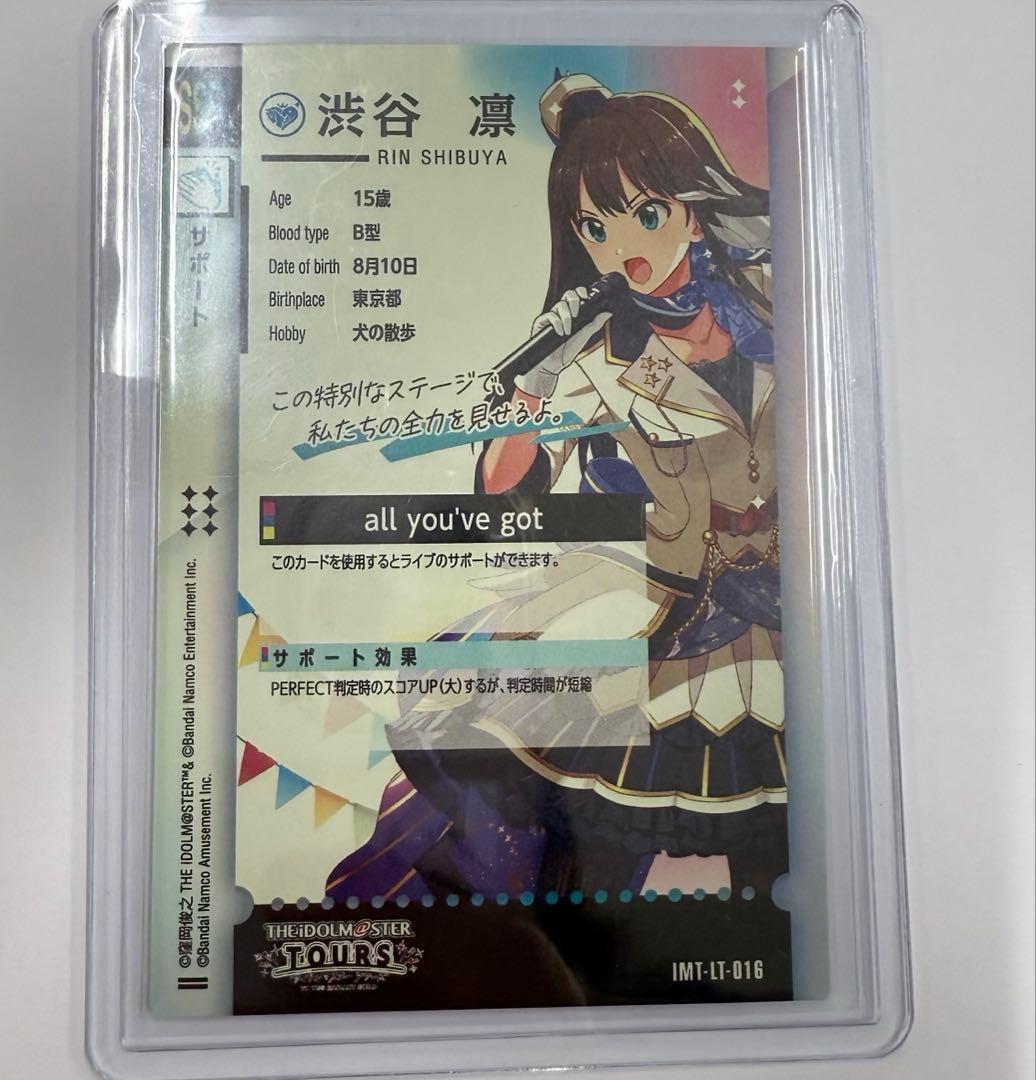 渋谷 凛
RIN SHIBUYA
Age 15歳
Blood type B型
Date of birth 8月10日
Birthplace 東京都
Hobby 犬の散歩
この特別なステージで、
私たちの全力を見せるよ。
all you've got
このカードを使用するとライブのサポートができます。
サポート効果
PERFECT判定時のスコアUP(大)するが、判定時間が短縮
サポート
©窪岡俊之 THE IDOLM@STER™& ©Bandai Namco Entertainment Inc.
©Bandai Namco Amusement Inc.
THE IDOLM@STER
TOURS
IMT-LT-016